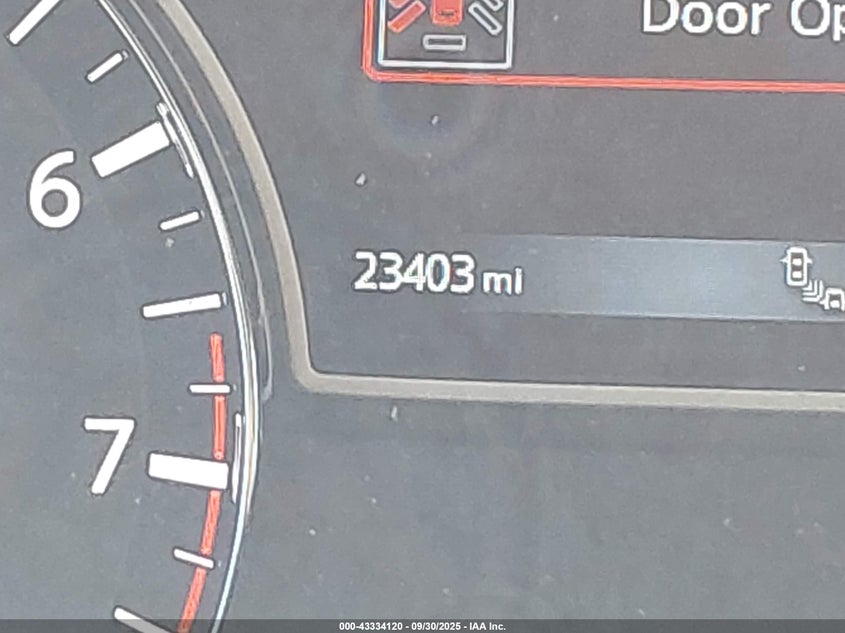 Door Op
6
23403 mi
7
000-43334120 - 09/30/2025 - IAA Inc.